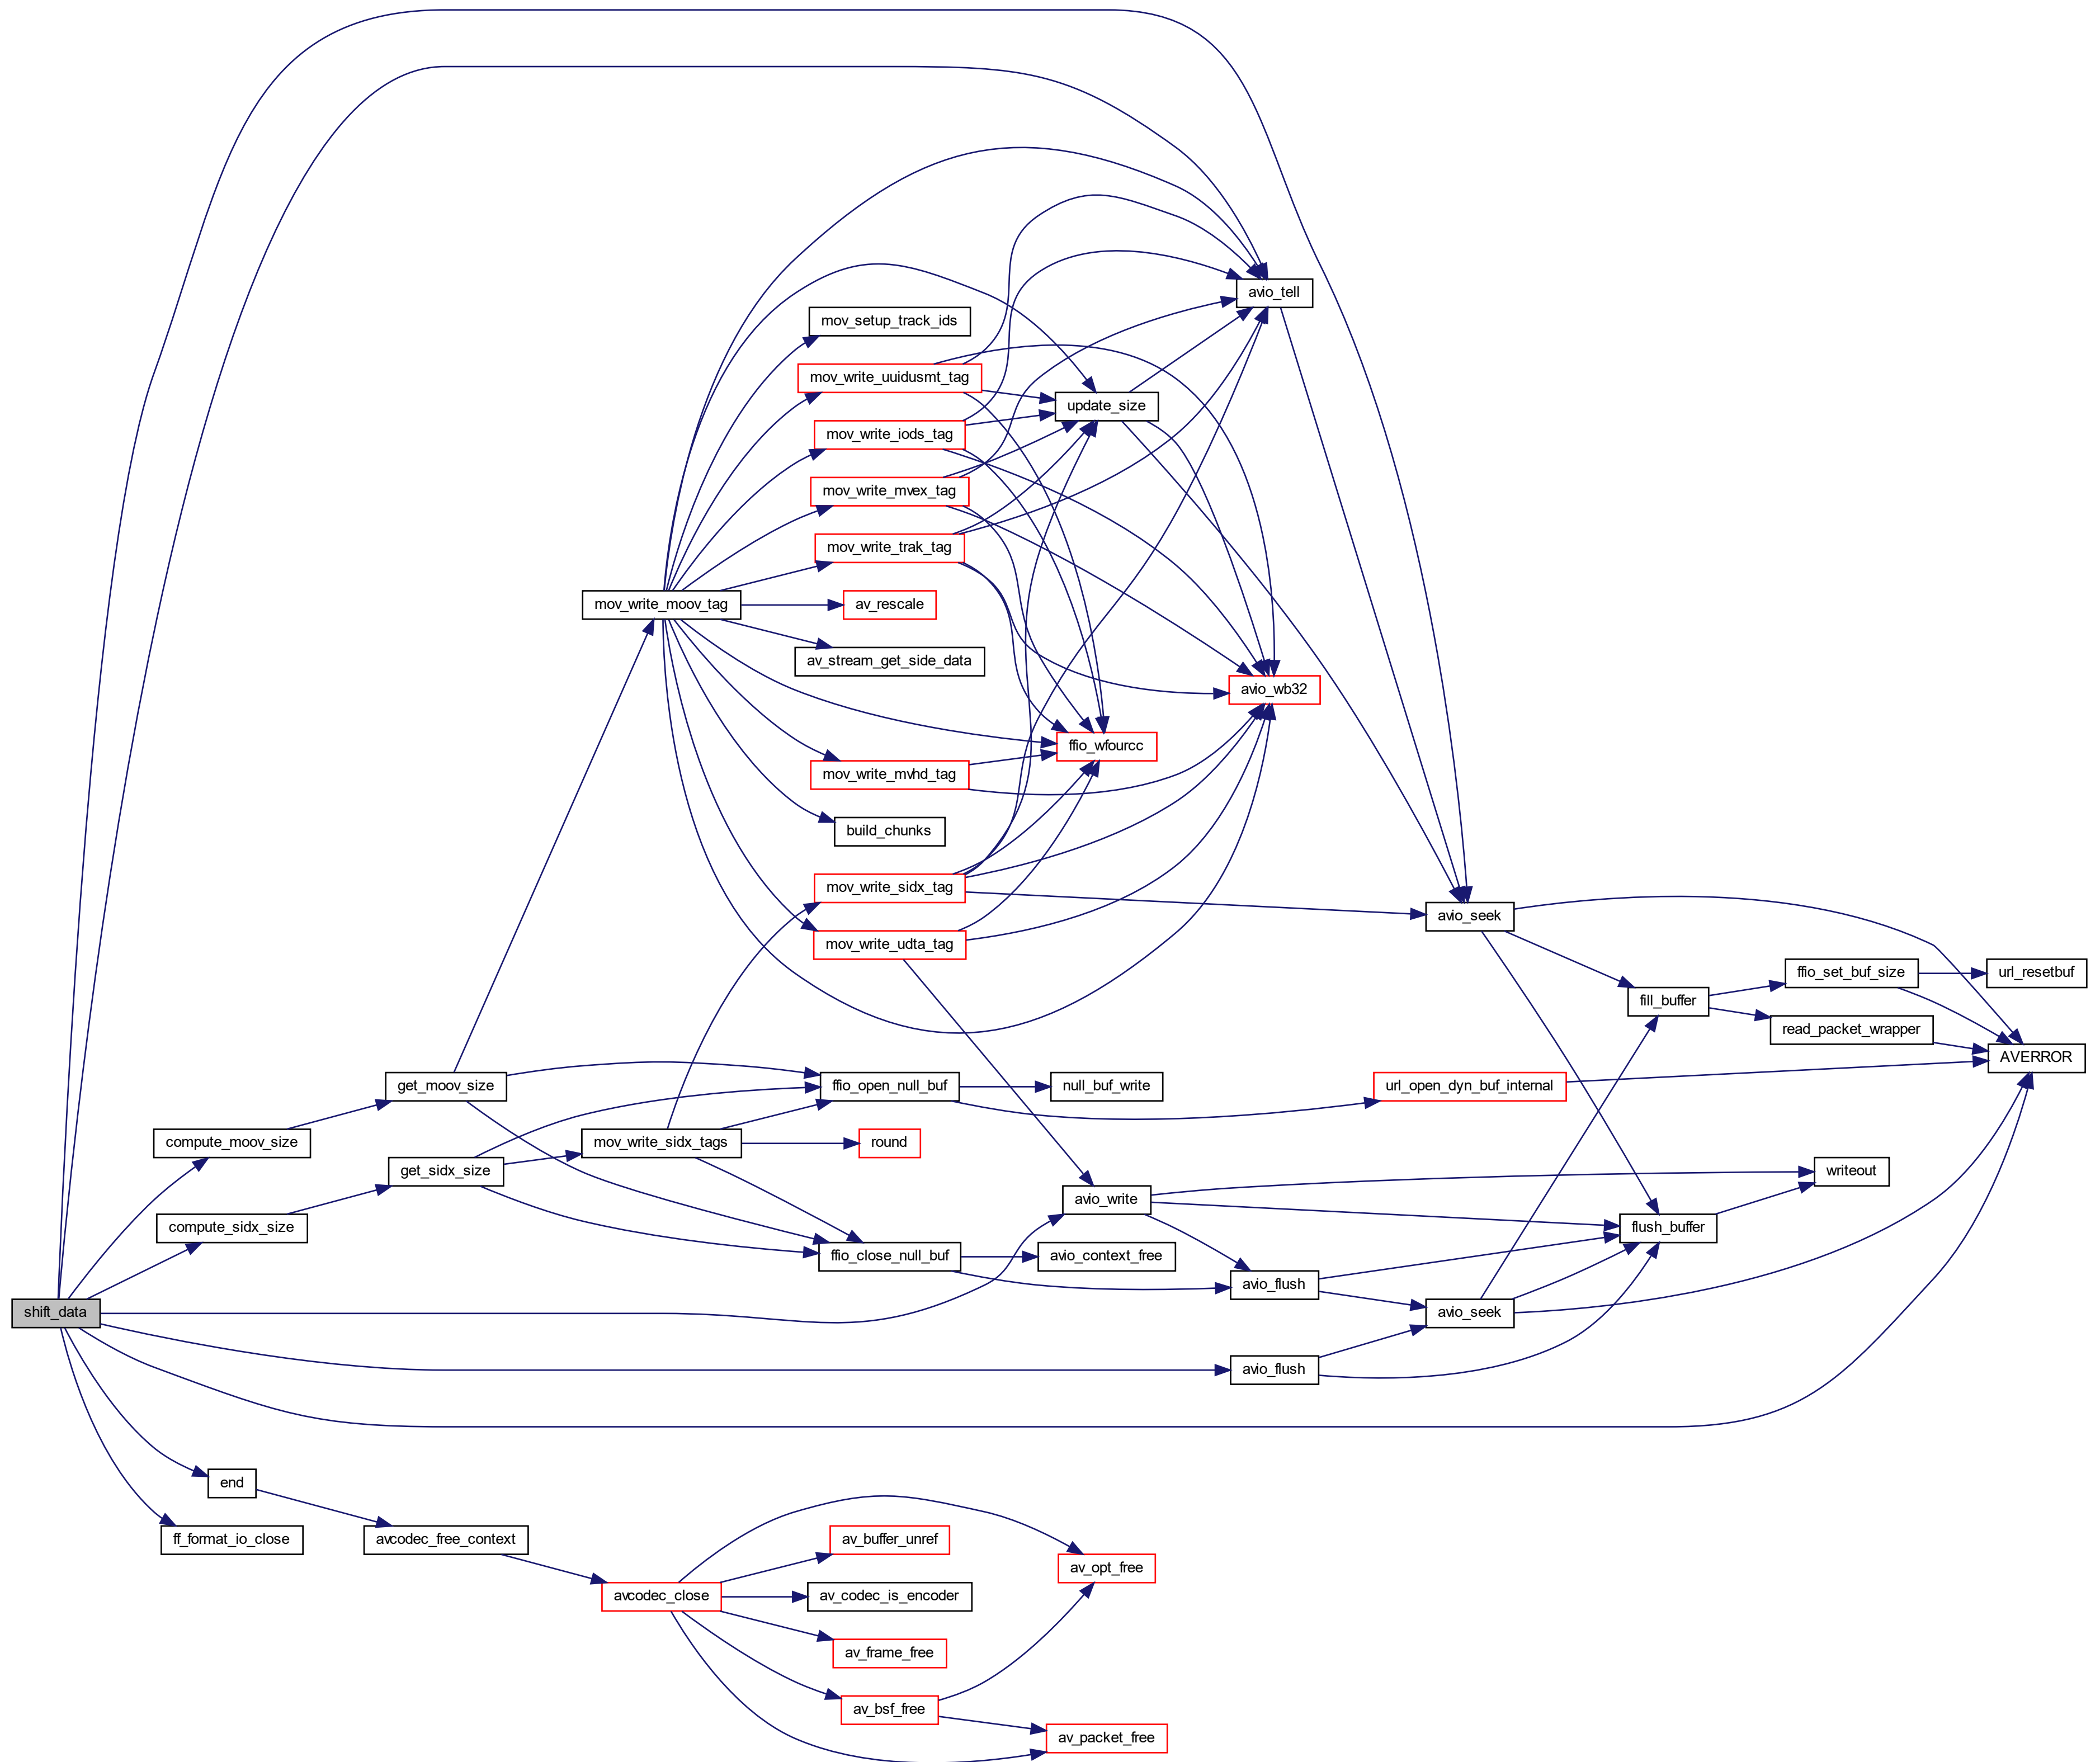 avio_tell
mov_setup_track_ids
mov_write_uuidusmt_tag
update_size
mov_write_iods_tag
mov_write_mvex_tag
mov_write_trak_tag
mov_write_moov_tag
av_rescale
av_stream_get_side_data
avio_wb32
ffio_wfourcc
mov_write_mvhd_tag
build_chunks
mov_write_sidx_tag
avio_seek
mov_write_udta_tag
ffio_set_buf_size
url_resetbuf
fill_buffer
read_packet_wrapper
AVERROR
get_moov_size
ffio_open_null_buf
null_buf_write
url_open_dyn_buf_internal
compute_moov_size
mov_write_sidx_tags
round
get_sidx_size
writeout
avio_write
compute_sidx_size
flush_buffer
ffio_close_null_buf
avio_context_free
avio_flush
shift_data
avio_seek
avio_flush
end
ff_format_io_close
avcodec_free_context
av_buffer_unref
av_opt_free
avcodec_close
av_codec_is_encoder
av_frame_free
av_bsf_free
av_packet_free